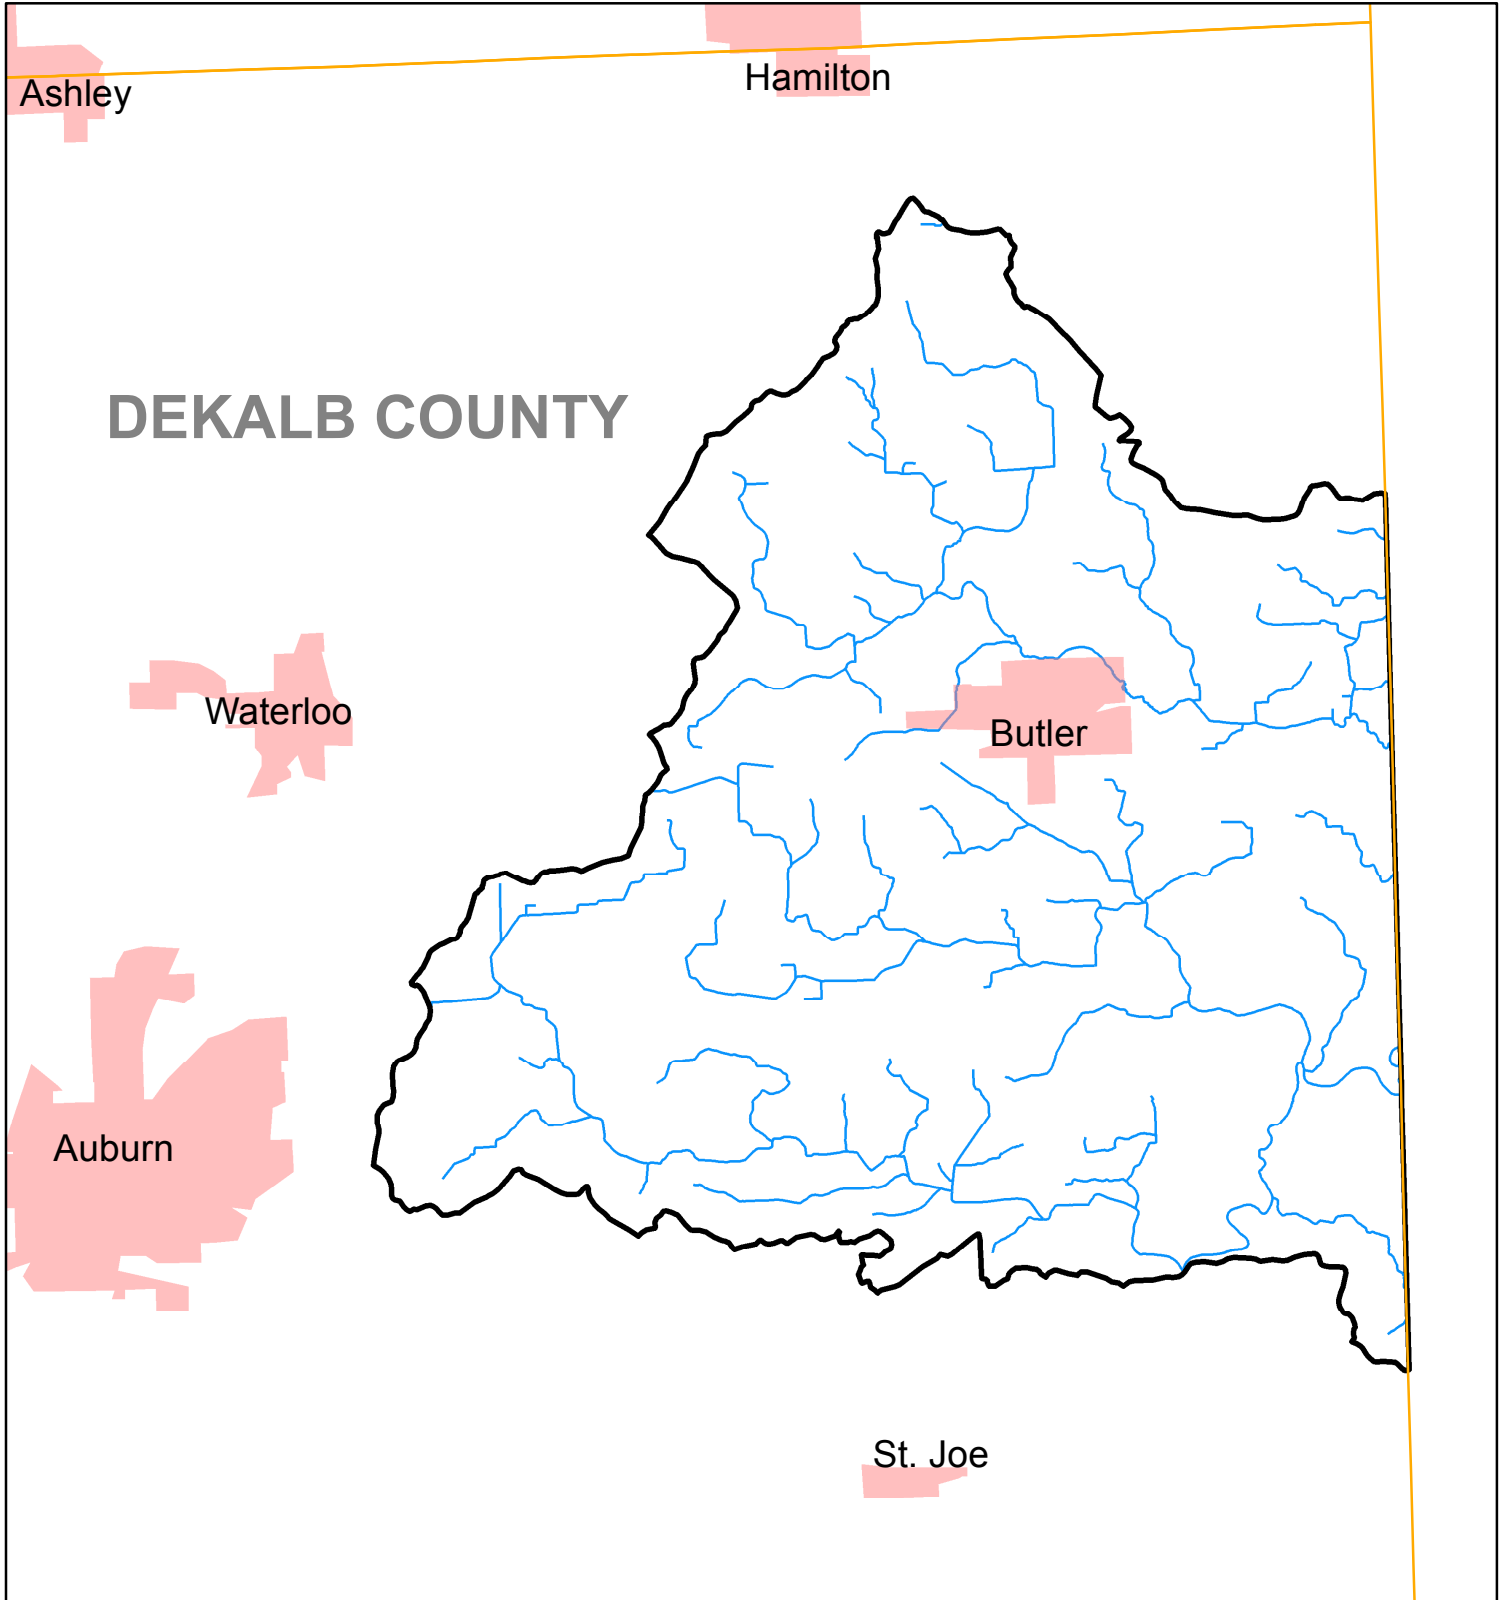 Hamilton
Ashley
DEKALB COUNTY
Waterloo
Butler
Auburn
St. Joe